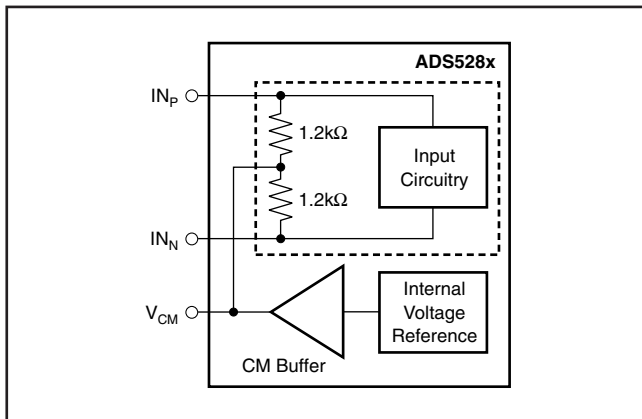 ADS528x
IN_P
1.2kΩ
Input
Circuitry
1.2kΩ
IN_N
V_CM
Internal
Voltage
Reference
CM Buffer